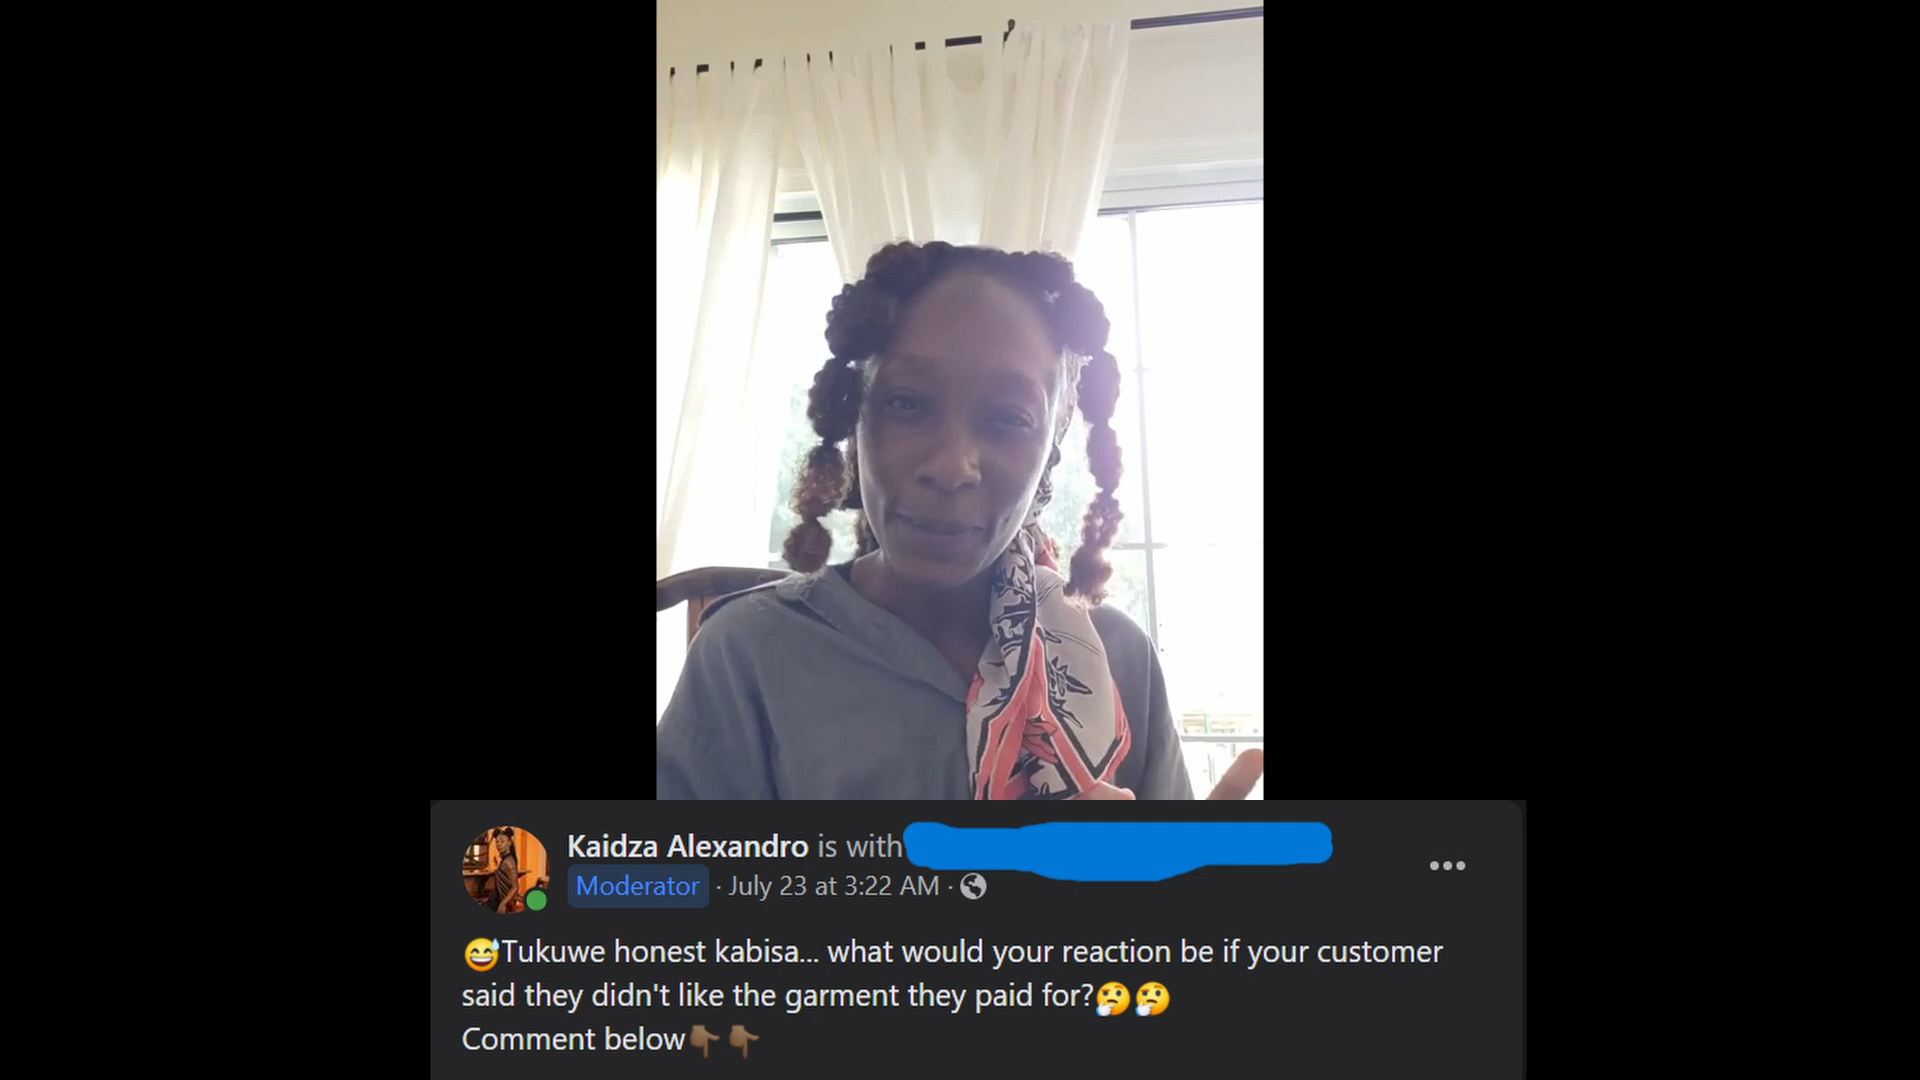 Kaidza Alexandro is with
Moderator · July 23 at 3:22 AM ·
😅Tukuwe honest kabisa... what would your reaction be if your customer
said they didn't like the garment they paid for?🤔🤔
Comment below👇🏾👇🏾